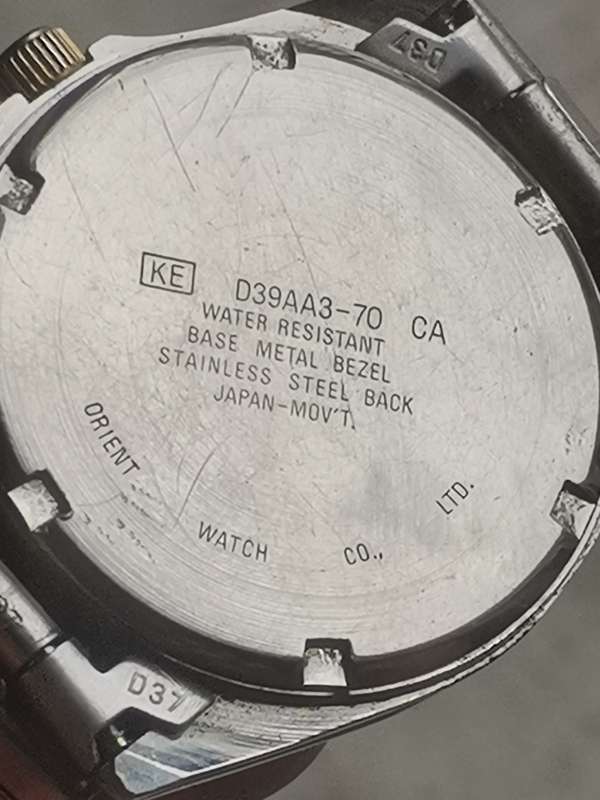 D37
KE D39AA3-70 CA
WATER RESISTANT
BASE METAL BEZEL
STAINLESS STEEL BACK
JAPAN-MOV'T.
ORIENT WATCH CO., LTD.
D37